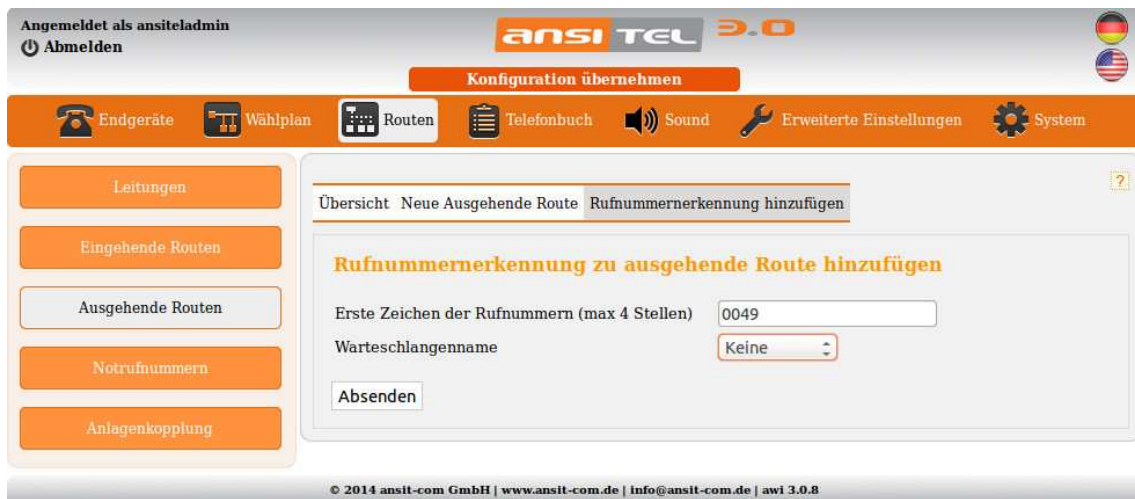 Angemeldet als ansiteladmin
Abmelden
ansi TEL 3.0
Konfiguration übernehmen
Endgeräte Wählplan Routen Telefonbuch Sound Erweiterte Einstellungen System
Leitungen
Eingehende Routen
Ausgehende Routen
Notrufnummern
Anlagenkopplung
?
Übersicht Neue Ausgehende Route Rufnummernerkennung hinzufügen
Rufnummernerkennung zu ausgehende Route hinzufügen
Erste Zeichen der Rufnummern (max 4 Stellen) 0049
Warteschlangenname Keine
Absenden
© 2014 ansit-com GmbH | www.ansit-com.de | info@ansit-com.de | awi 3.0.8